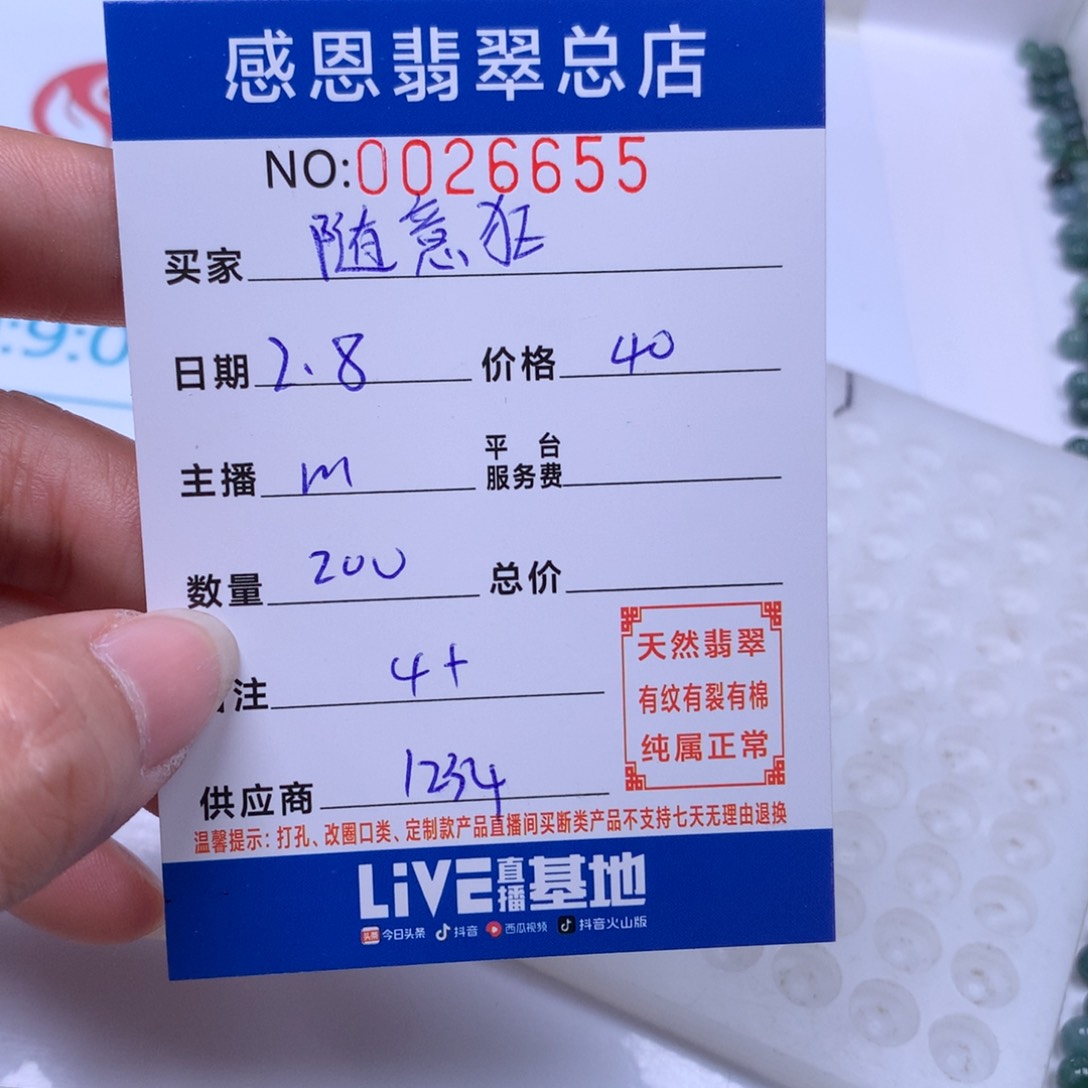 感恩翡翠总店
NO:0026655
买家 随意狂
日期 2.8 价格 40
主播 m 平台服务费
数量 200 总价
注 4+
天然翡翠
有纹有裂有棉
纯属正常
供应商 1234
温馨提示：打孔、改圈口类、定制款产品直播间买断类产品不支持七天无理由退换
LiVE直播基地
头条 今日头条 抖音 西瓜视频 抖音火山版
:9:0